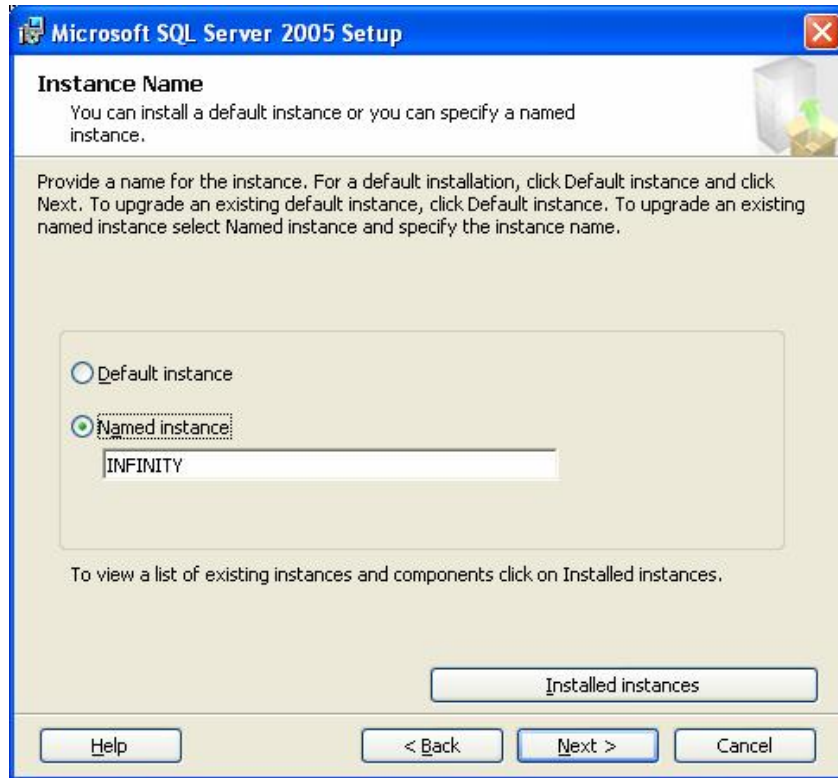 Microsoft SQL Server 2005 Setup
Instance Name
You can install a default instance or you can specify a named
instance.
Provide a name for the instance. For a default installation, click Default instance and click
Next. To upgrade an existing default instance, click Default instance. To upgrade an existing
named instance select Named instance and specify the instance name.
Default instance
Named instance
INFINITY
To view a list of existing instances and components click on Installed instances.
Installed instances
Help
< Back
Next >
Cancel